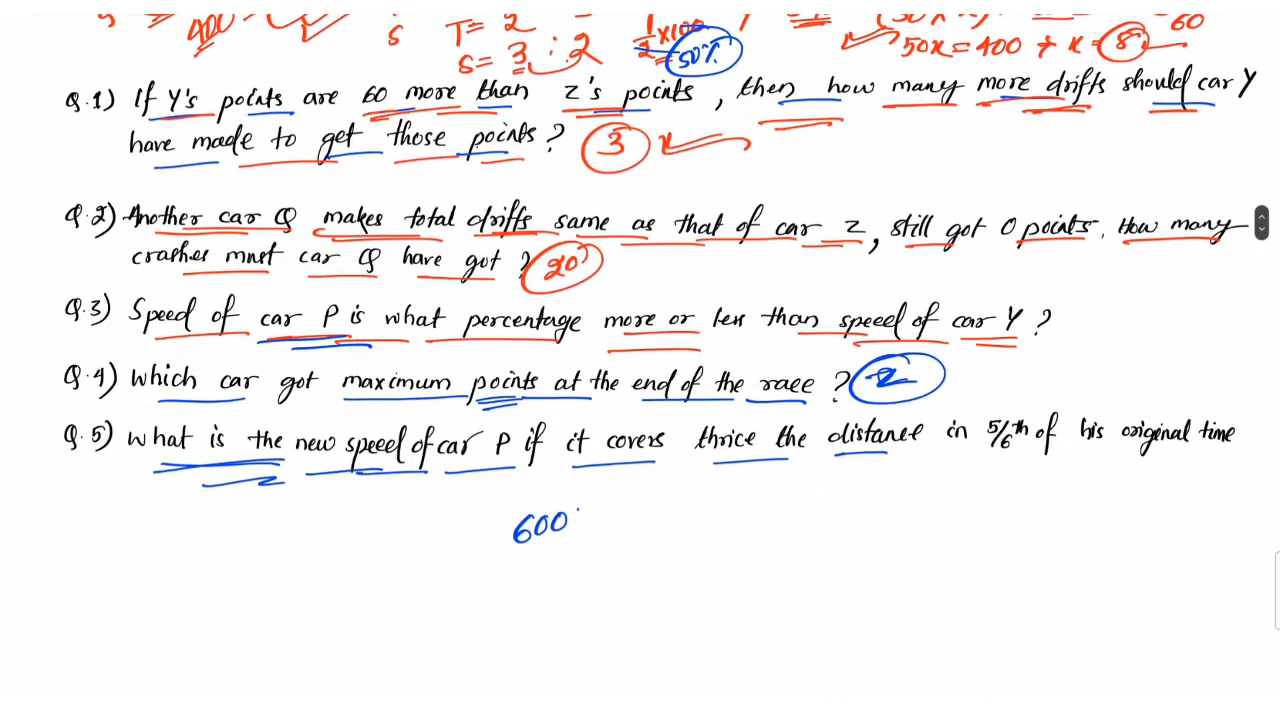 400
S T = 2
S = 3 : 2
1/2 × 100
50%
50x = 400 → x = 8
60
Q.1) If Y's points are 60 more than Z's points, then how many more drifts should car Y
have made to get those points? 3
Q.2) Another car Q makes total drifts same as that of car Z, still got 0 points. How many
crashes must car Q have got? 20
Q.3) Speed of car P is what percentage more or less than speed of car Y?
Q.4) Which car got maximum points at the end of the race? Z
Q.5) What is the new speed of car P if it covers thrice the distance in 5/6th of his original time
600